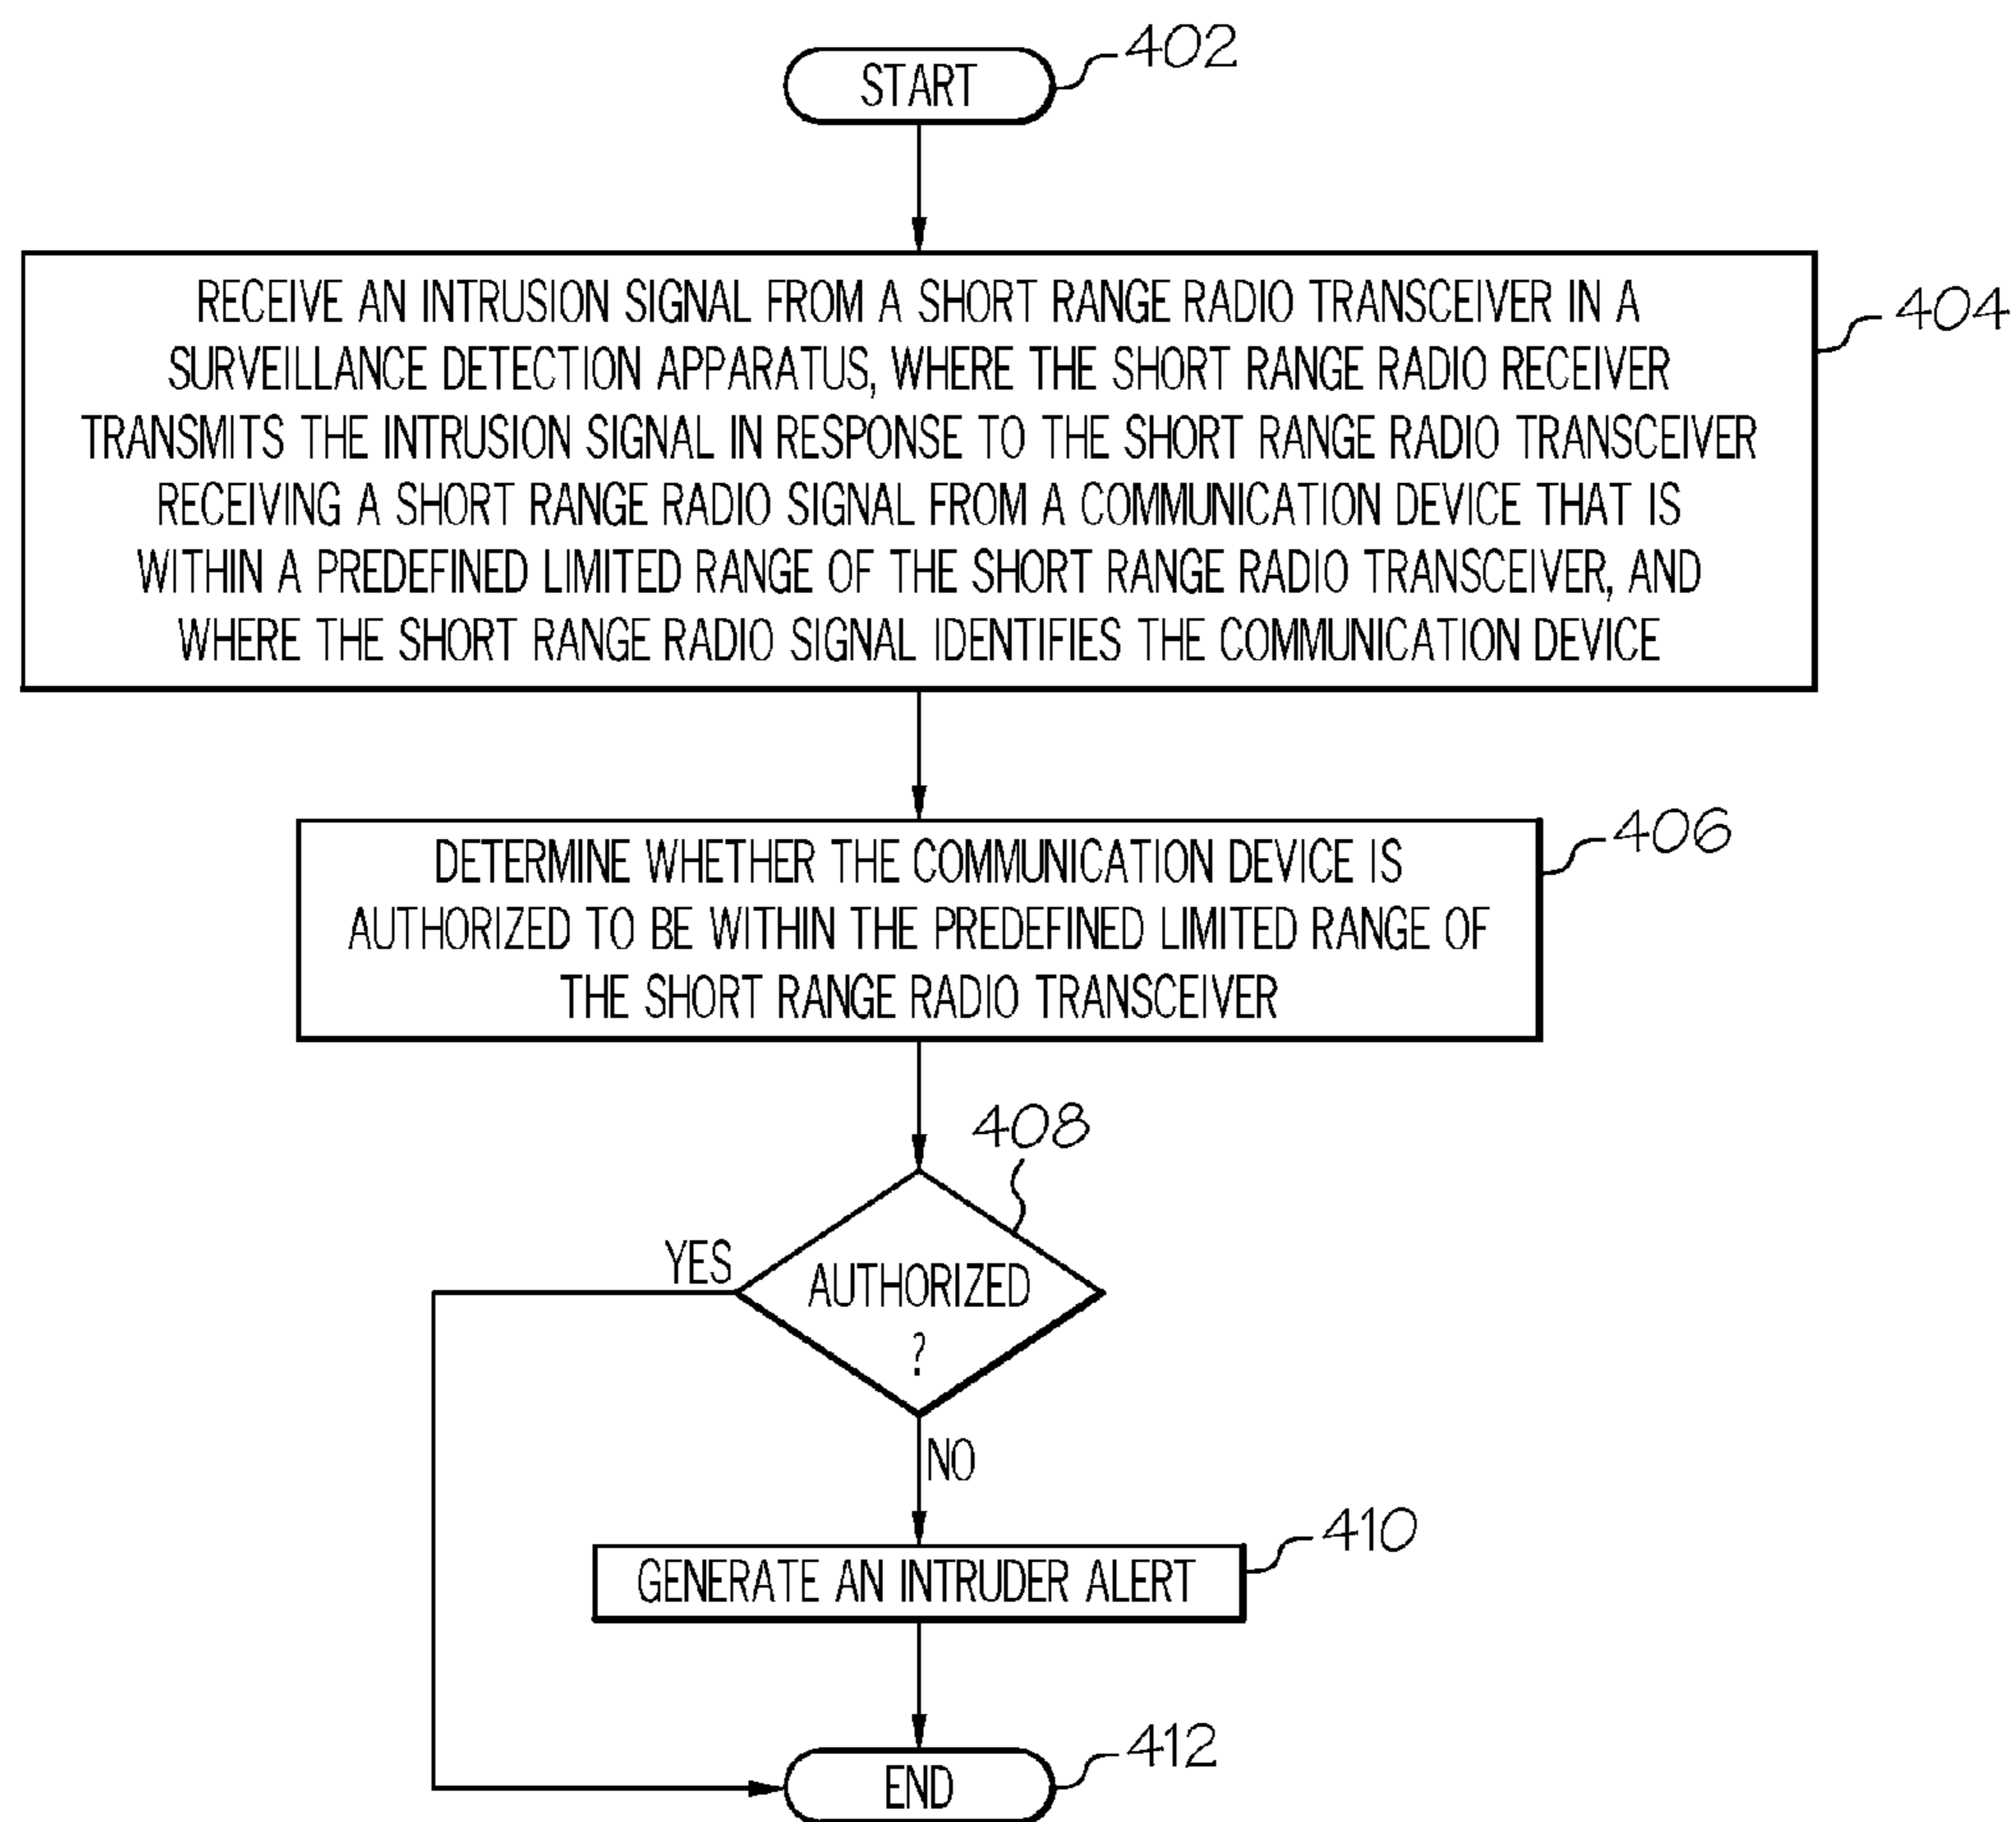 START
402
RECEIVE AN INTRUSION SIGNAL FROM A SHORT RANGE RADIO TRANSCEIVER IN A
SURVEILLANCE DETECTION APPARATUS, WHERE THE SHORT RANGE RADIO RECEIVER
TRANSMITS THE INTRUSION SIGNAL IN RESPONSE TO THE SHORT RANGE RADIO TRANSCEIVER
RECEIVING A SHORT RANGE RADIO SIGNAL FROM A COMMUNICATION DEVICE THAT IS
WITHIN A PREDEFINED LIMITED RANGE OF THE SHORT RANGE RADIO TRANSCEIVER, AND
WHERE THE SHORT RANGE RADIO SIGNAL IDENTIFIES THE COMMUNICATION DEVICE
404
DETERMINE WHETHER THE COMMUNICATION DEVICE IS
AUTHORIZED TO BE WITHIN THE PREDEFINED LIMITED RANGE OF
THE SHORT RANGE RADIO TRANSCEIVER
406
408
YES
AUTHORIZED
?
NO
GENERATE AN INTRUDER ALERT
410
END
412